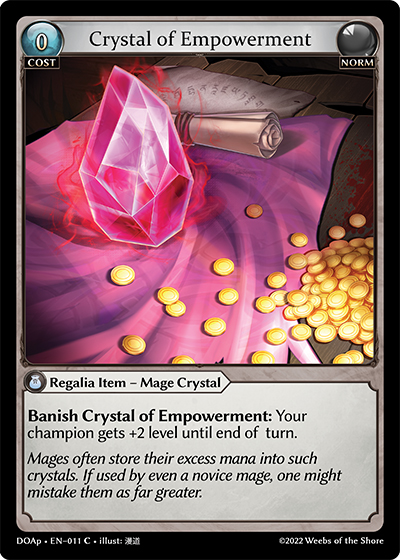 0
Crystal of Empowerment
COST
NORM
Regalia Item – Mage Crystal
Banish Crystal of Empowerment: Your
champion gets +2 level until end of turn.
Mages often store their excess mana into such
crystals. If used by even a novice mage, one might
mistake them as far greater.
DOAp • EN-011 C • illust: 漫道
©2022 Weebs of the Shore